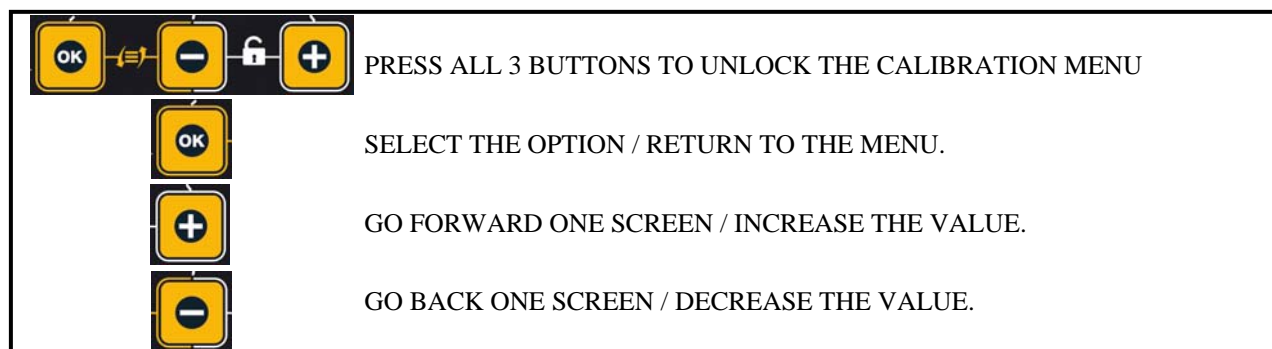 OK PRESS ALL 3 BUTTONS TO UNLOCK THE CALIBRATION MENU
OK SELECT THE OPTION / RETURN TO THE MENU.
GO FORWARD ONE SCREEN / INCREASE THE VALUE.
GO BACK ONE SCREEN / DECREASE THE VALUE.